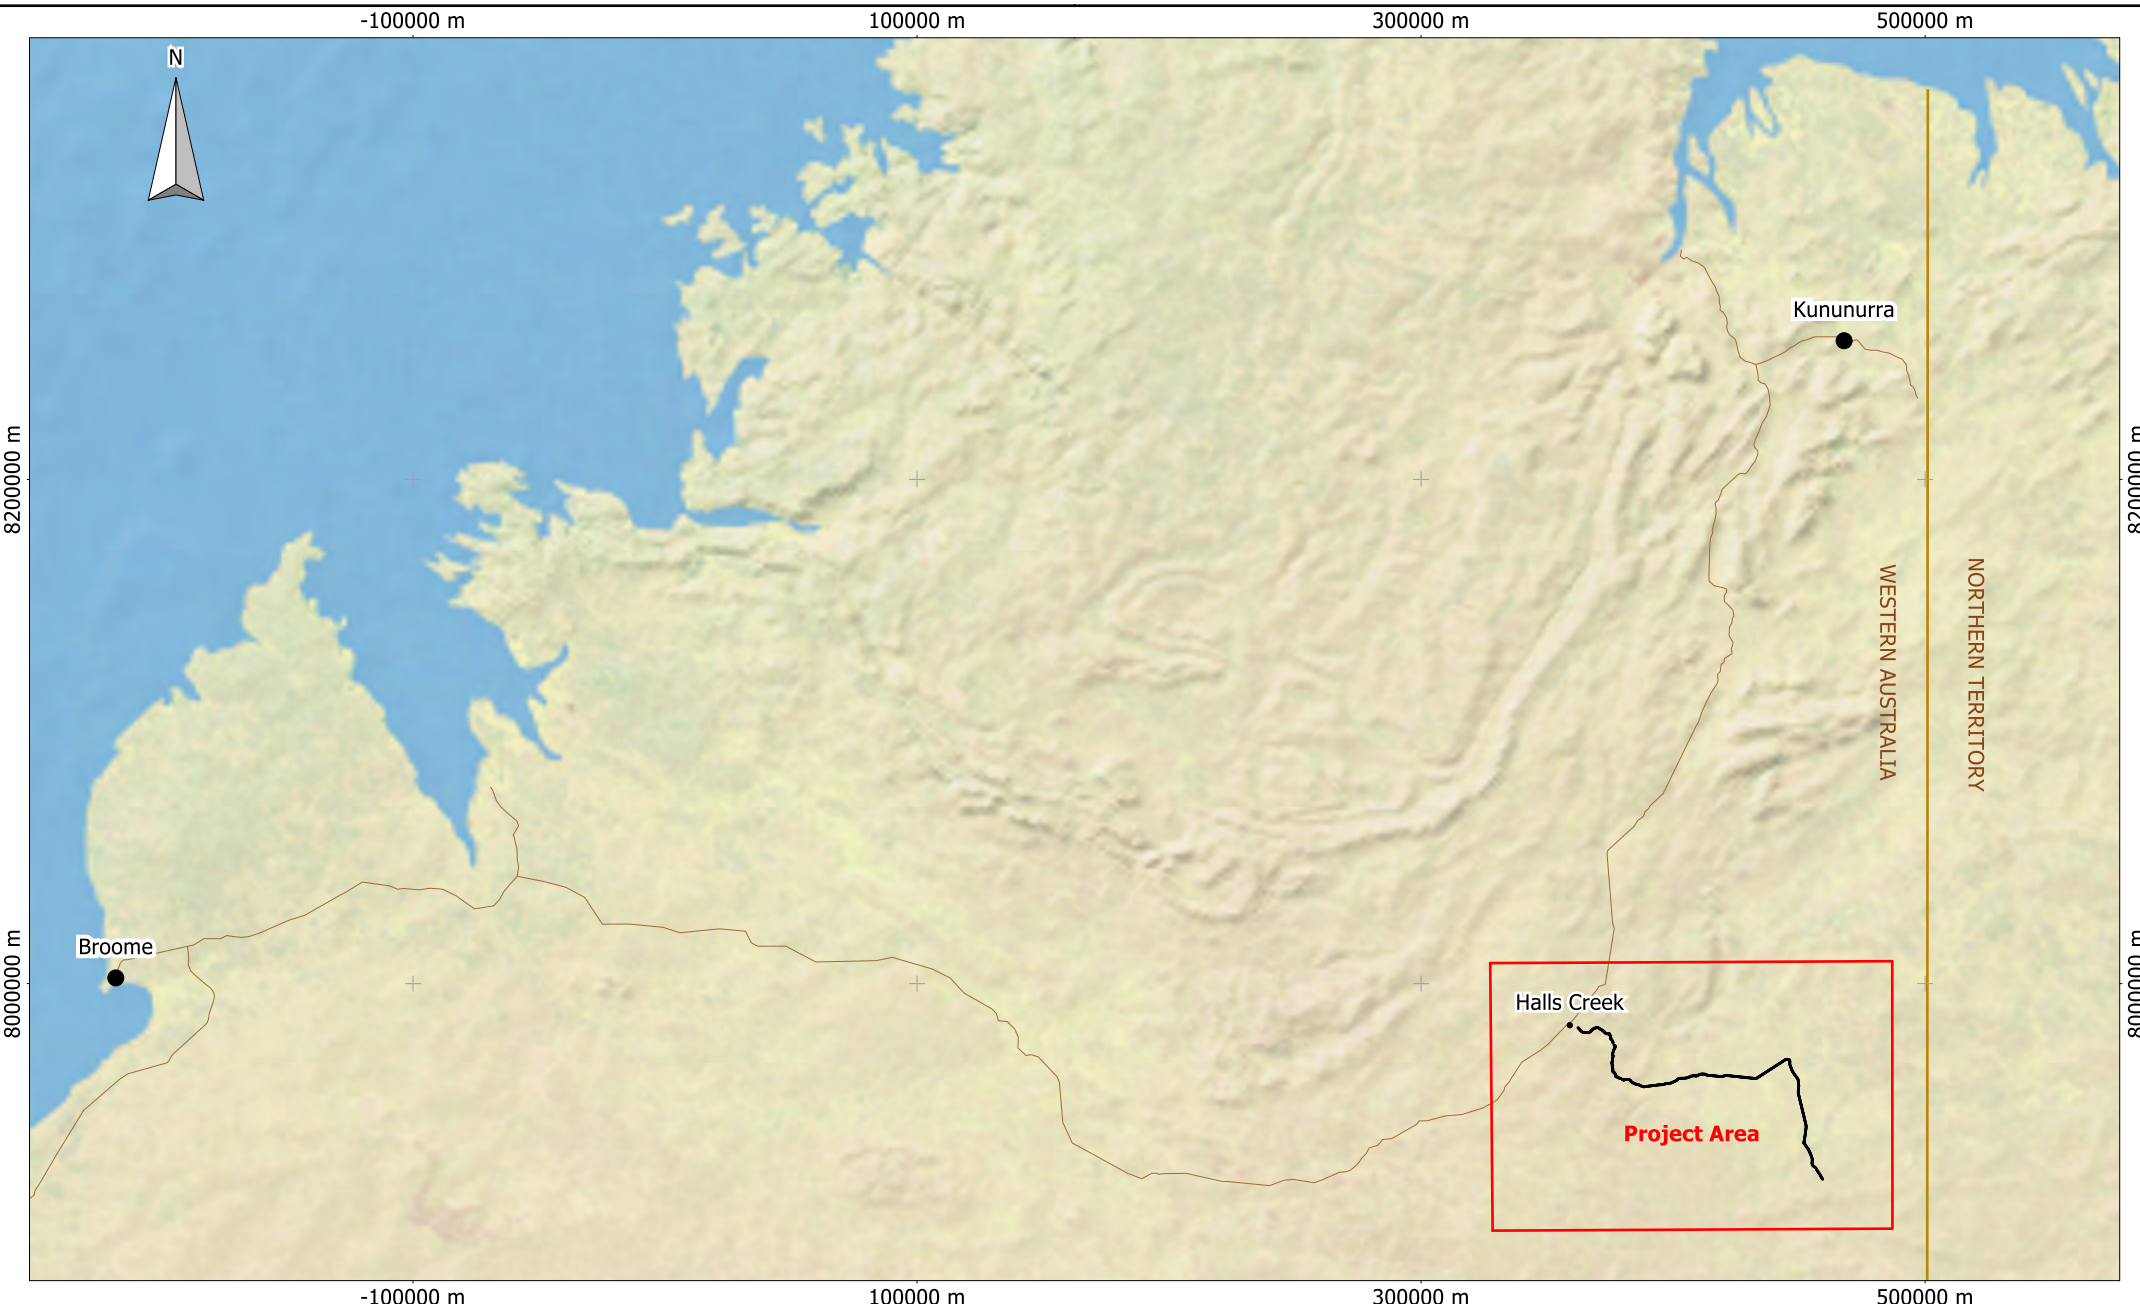 -100000 m
100000 m
300000 m
500000 m
N
Kununurra
8200000 m
8200000 m
WESTERN AUSTRALIA
NORTHERN TERRITORY
Broome
8000000 m
8000000 m
Halls Creek
Project Area
-100000 m
100000 m
300000 m
500000 m